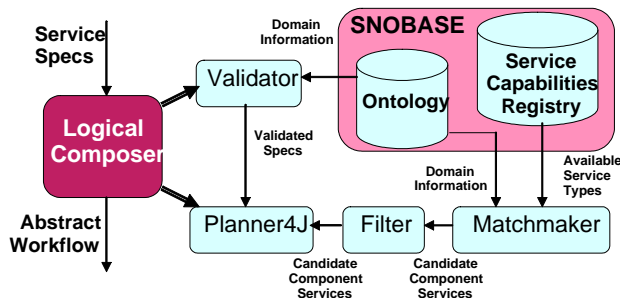 Service
Specs
Domain
Information
SNOBASE
Validator
Ontology
Service
Capabilities
Registry
Logical
Composer
Validated
Specs
Domain
Information
Available
Service
Types
Abstract
Workflow
Planner4J
Filter
Matchmaker
Candidate
Component
Services
Candidate
Component
Services